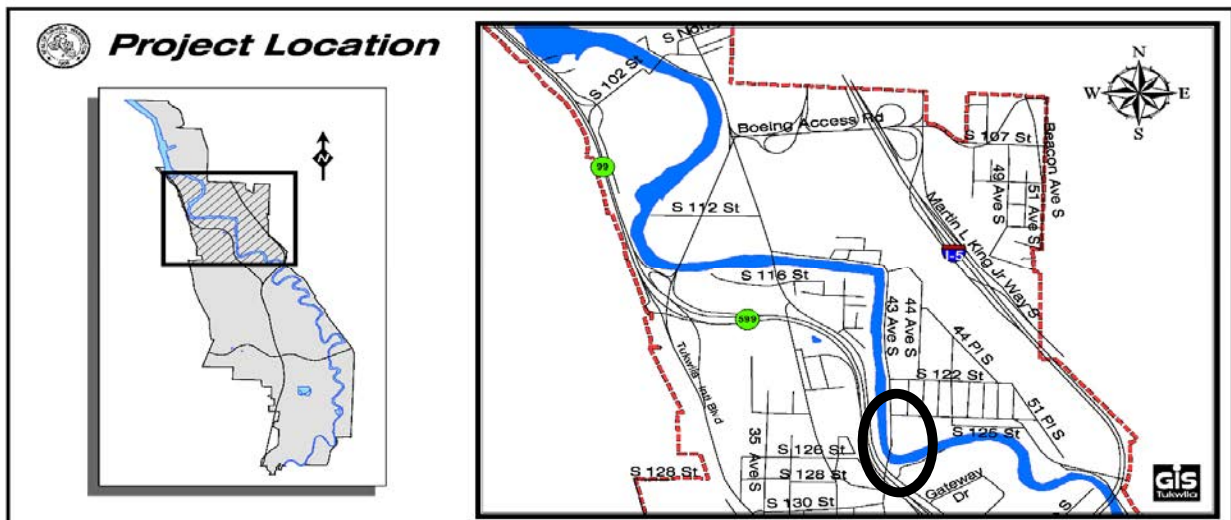 Project Location
1908
N
S Norf
S 102 St
N
W E
S
Boeing Access Rd
S 107 St
Beacon Ave S
49 Ave S
51 Ave S
99
S 112 St
Martin L King Jr Way S
I-5
S 116 St
44 Ave S
43 Ave S
599
44 Pl S
Tukwila Intl Blvd
S 122 St
51 Pl S
S 125 St
35 Ave S
S 126 St
S 128 St
S 128 St
Gateway Dr
S 130 St
S
GIS
Tukwila